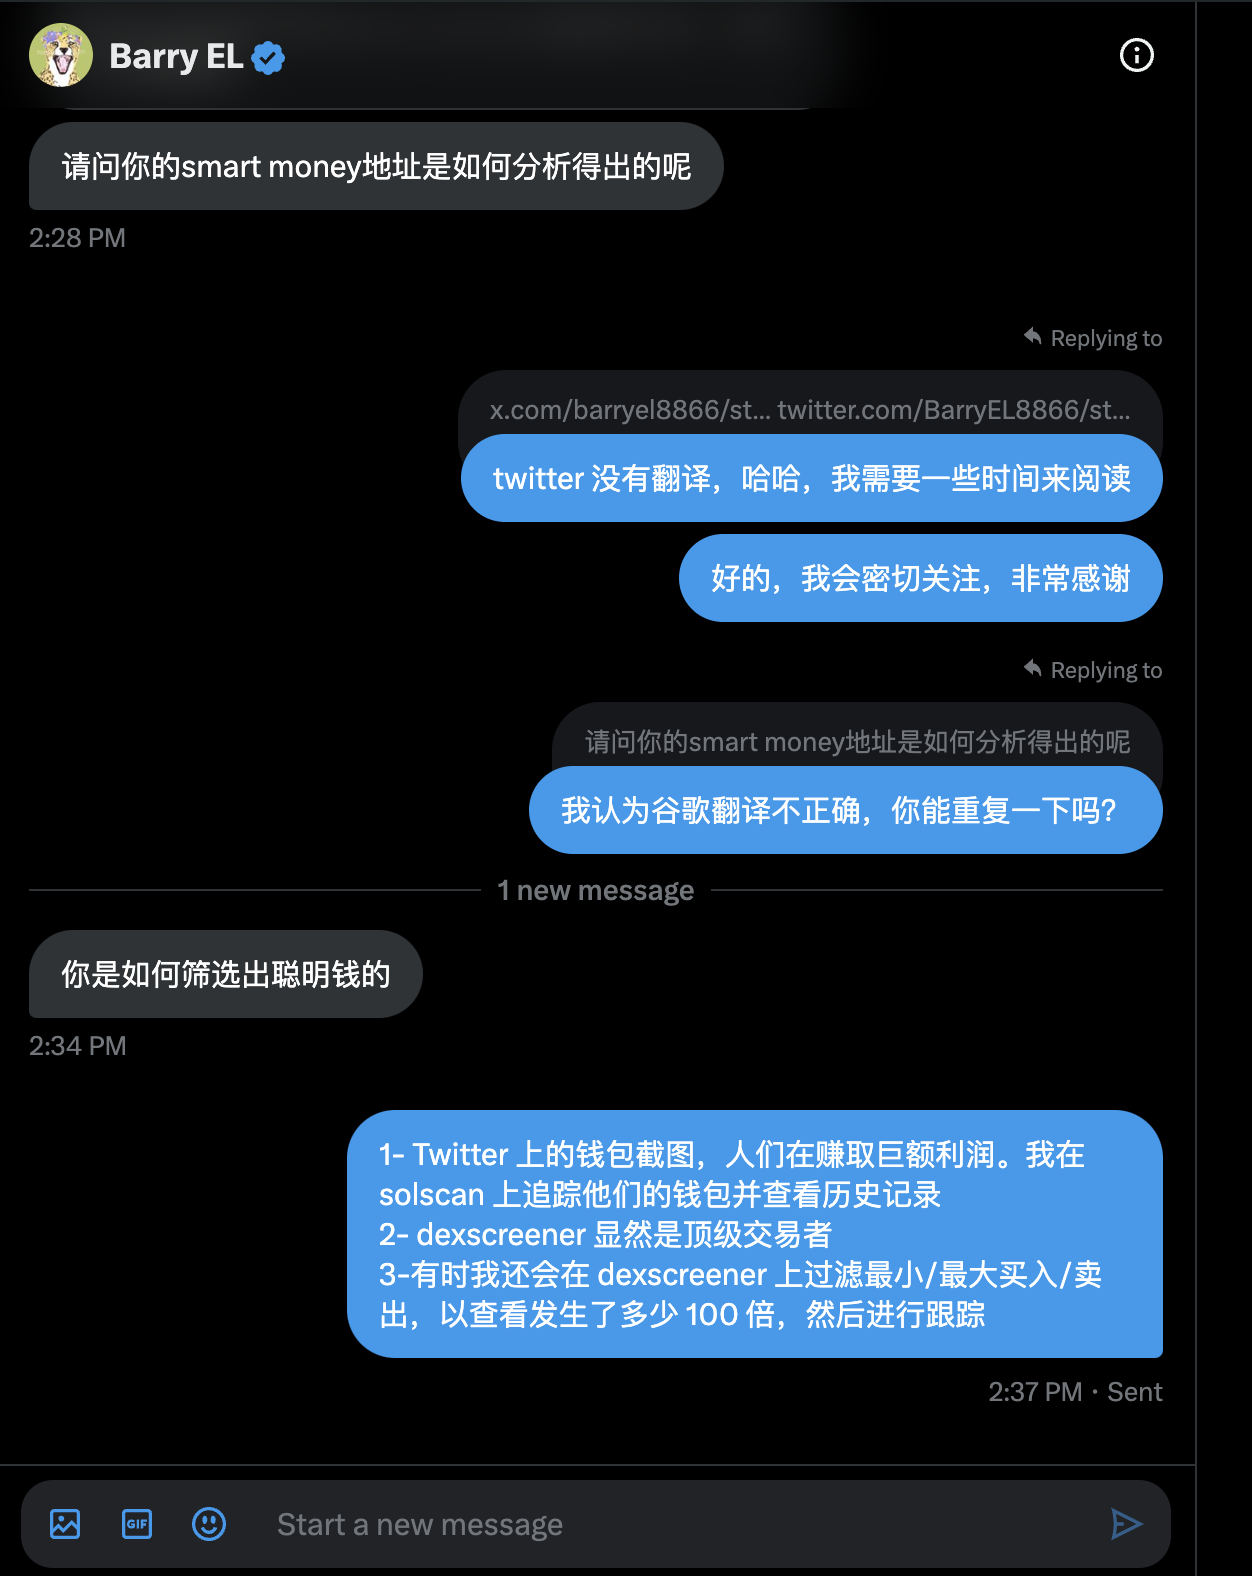 Barry EL
请问你的smart money地址是如何分析得出的呢
2:28 PM
Replying to
x.com/barryel8866/st... twitter.com/BarryEL8866/st...
twitter 没有翻译，哈哈，我需要一些时间来阅读
好的，我会密切关注，非常感谢
Replying to
请问你的smart money地址是如何分析得出的呢
我认为谷歌翻译不正确，你能重复一下吗？
1 new message
你是如何筛选出聪明钱的
2:34 PM
1- Twitter 上的钱包截图，人们在赚取巨额利润。我在
solscan 上追踪他们的钱包并查看历史记录
2- dexscreener 显然是顶级交易者
3-有时我还会在 dexscreener 上过滤最小/最大买入/卖
出，以查看发生了多少 100 倍，然后进行跟踪
2:37 PM · Sent
GIF
Start a new message